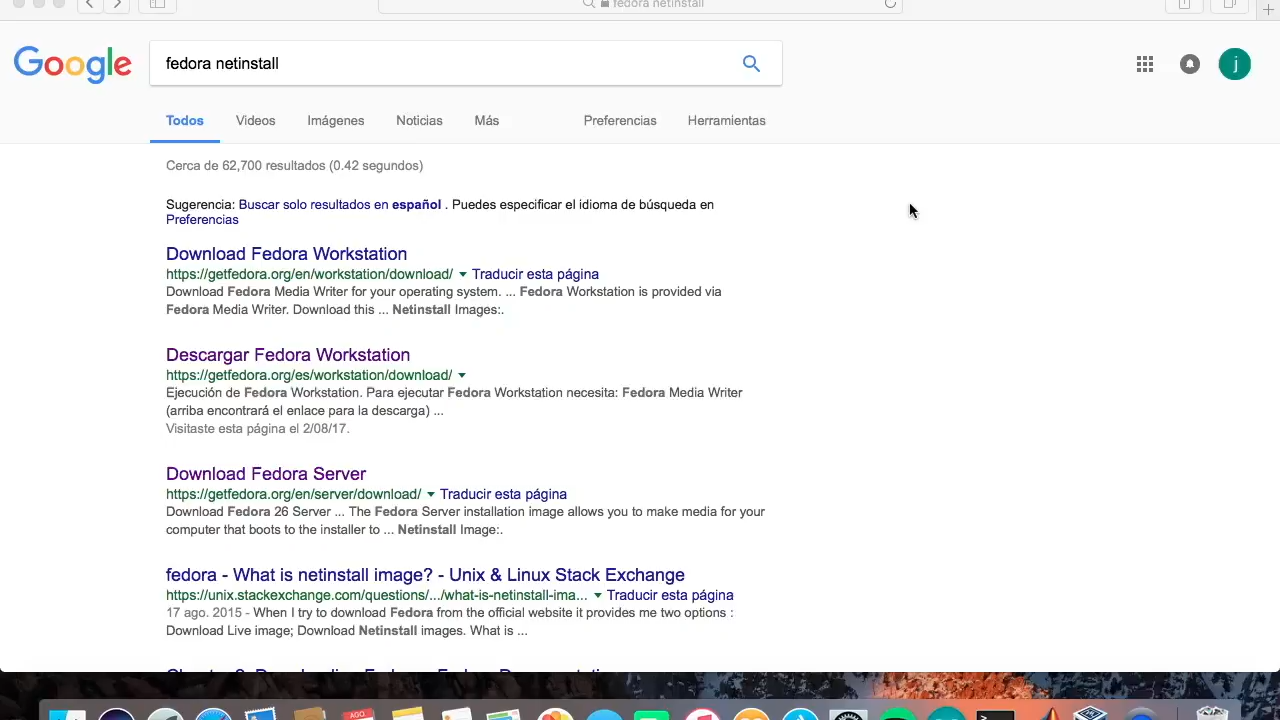 fedora netinstall
Google
fedora netinstall
j
Todos Videos Imágenes Noticias Más Preferencias Herramientas
Cerca de 62,700 resultados (0.42 segundos)
Sugerencia: Buscar solo resultados en español . Puedes especificar el idioma de búsqueda en
Preferencias
Download Fedora Workstation
https://getfedora.org/en/workstation/download/ Traducir esta página
Download Fedora Media Writer for your operating system. ... Fedora Workstation is provided via
Fedora Media Writer. Download this ... Netinstall Images:.
Descargar Fedora Workstation
https://getfedora.org/es/workstation/download/
Ejecución de Fedora Workstation. Para ejecutar Fedora Workstation necesita: Fedora Media Writer
(arriba encontrará el enlace para la descarga) ...
Visitaste esta página el 2/08/17.
Download Fedora Server
https://getfedora.org/en/server/download/ Traducir esta página
Download Fedora 26 Server ... The Fedora Server installation image allows you to make media for your
computer that boots to the installer to ... Netinstall Image:.
fedora - What is netinstall image? - Unix & Linux Stack Exchange
https://unix.stackexchange.com/questions/.../what-is-netinstall-ima... Traducir esta página
17 ago. 2015 - When I try to download Fedora from the official website it provides me two options :
Download Live image; Download Netinstall images. What is ...
AGO